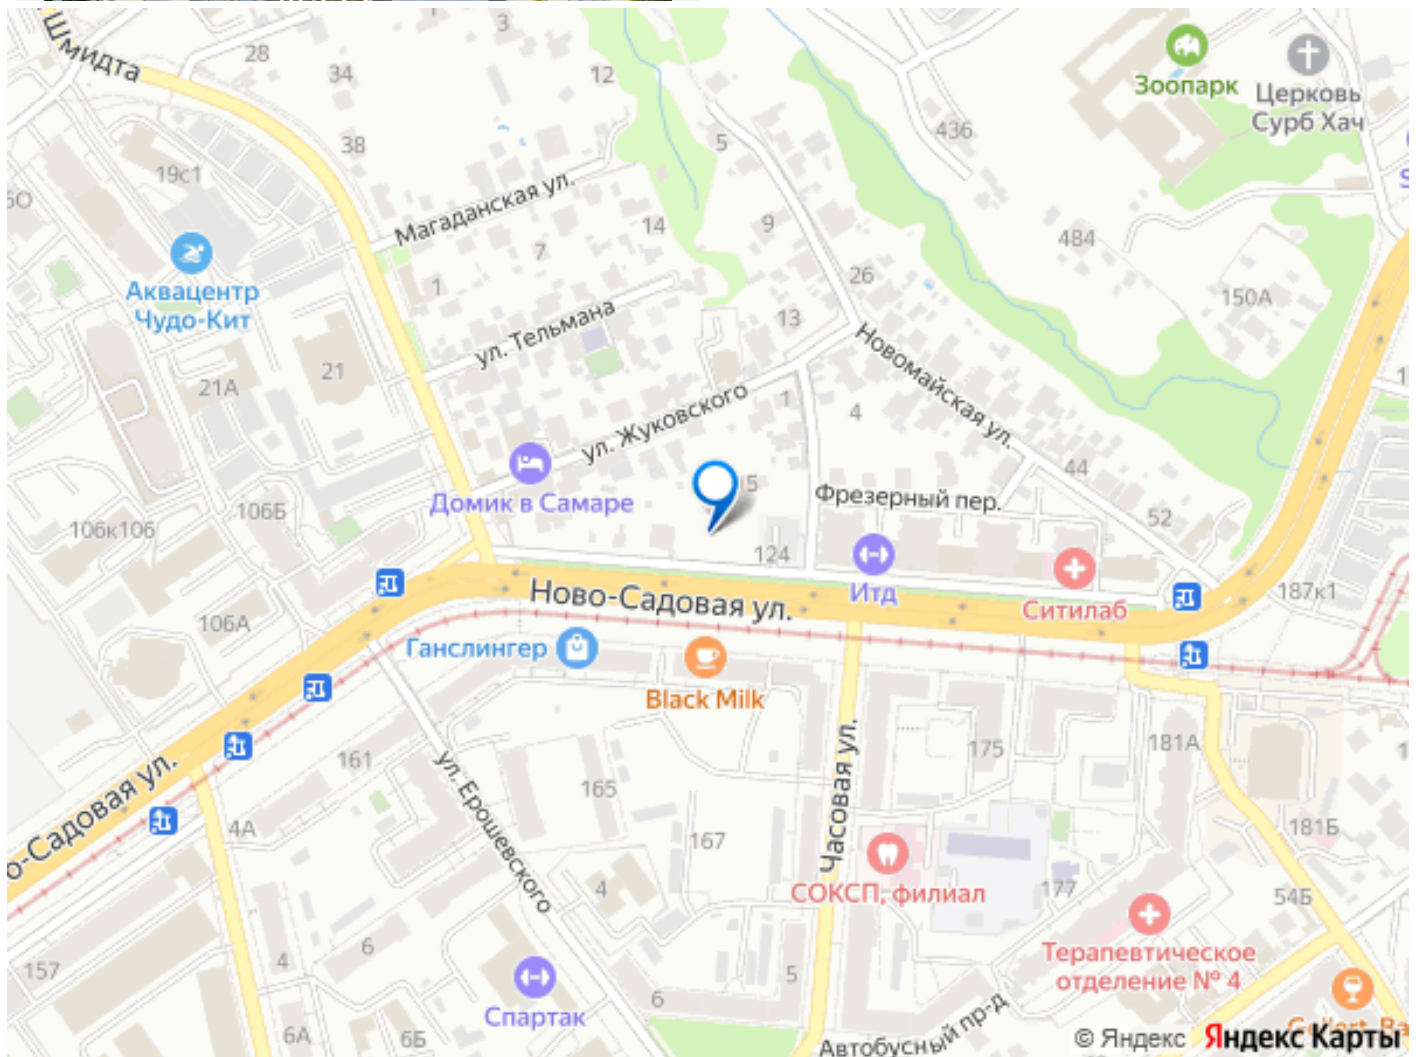 Шмидта
28
34
38
1
3
12
5
436
Зоопарк
Церковь
Сурб Хач
19с1
Магаданская ул.
7
14
9
26
484
150А
Аквацентр
Чудо-Кит
1
ул. Тельмана
13
Новомайская ул.
21А
21
ул. Жуковского
1
4
44
Домик в Самаре
5
Фрезерный пер.
52
106к106
106Б
124
Итд
Ситилаб
187к1
Ново-Садовая ул.
106А
Ганслингер
Black Milk
161
ул. Ерошевского
165
167
Часовая ул.
175
181А
о-Садовая ул.
4А
181Б
СОКСП, филиал
177
54Б
4
4
6
157
Терапевтическое
отделение № 4
Спартак
6
5
6А
6Б
Автобусный пр-д
© Яндекс Яндекс Карты